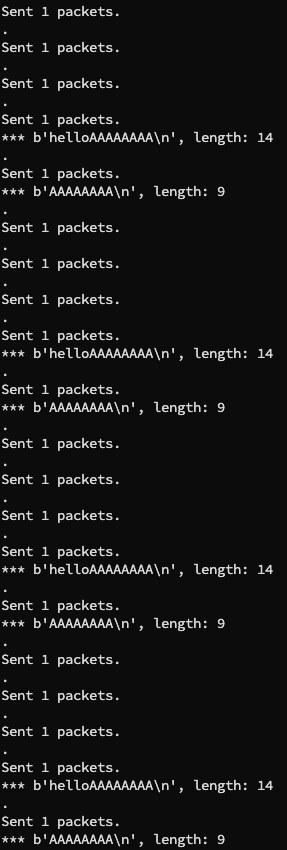 Sent 1 packets.
.
Sent 1 packets.
.
Sent 1 packets.
.
Sent 1 packets.
*** b'helloAAAAAAAA\n', length: 14
.
Sent 1 packets.
*** b'AAAAAAAA\n', length: 9
.
Sent 1 packets.
.
Sent 1 packets.
.
Sent 1 packets.
.
Sent 1 packets.
*** b'helloAAAAAAAA\n', length: 14
.
Sent 1 packets.
*** b'AAAAAAAA\n', length: 9
.
Sent 1 packets.
.
Sent 1 packets.
.
Sent 1 packets.
.
Sent 1 packets.
*** b'helloAAAAAAAA\n', length: 14
.
Sent 1 packets.
*** b'AAAAAAAA\n', length: 9
.
Sent 1 packets.
.
Sent 1 packets.
.
Sent 1 packets.
.
Sent 1 packets.
*** b'helloAAAAAAAA\n', length: 14
.
Sent 1 packets.
*** b'AAAAAAAA\n', length: 9